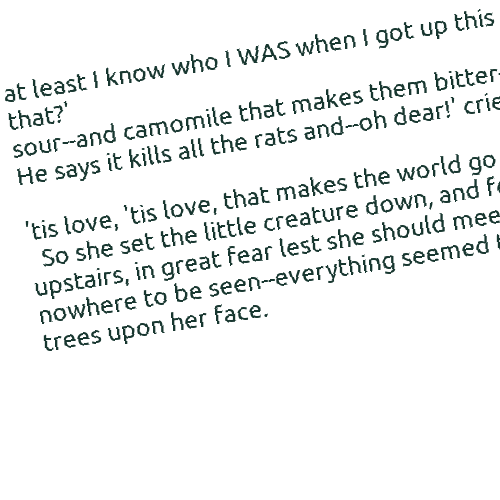 at least I know who I WAS when I got up this
that?'
sour--and camomile that makes them bitter-
He says it kills all the rats and--oh dear!'
'tis love, 'tis love, that makes the world go
So she set the little creature down, and
upstairs, in great fear lest she should
nowhere to be seen--everything seemed
trees upon her face.